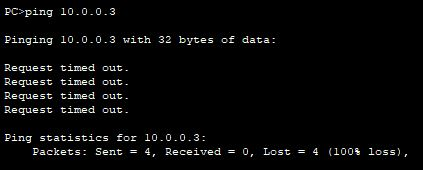 PC>ping 10.0.0.3
Pinging 10.0.0.3 with 32 bytes of data:
Request timed out.
Request timed out.
Request timed out.
Request timed out.
Ping statistics for 10.0.0.3:
Packets: Sent = 4, Received = 0, Lost = 4 (100% loss),